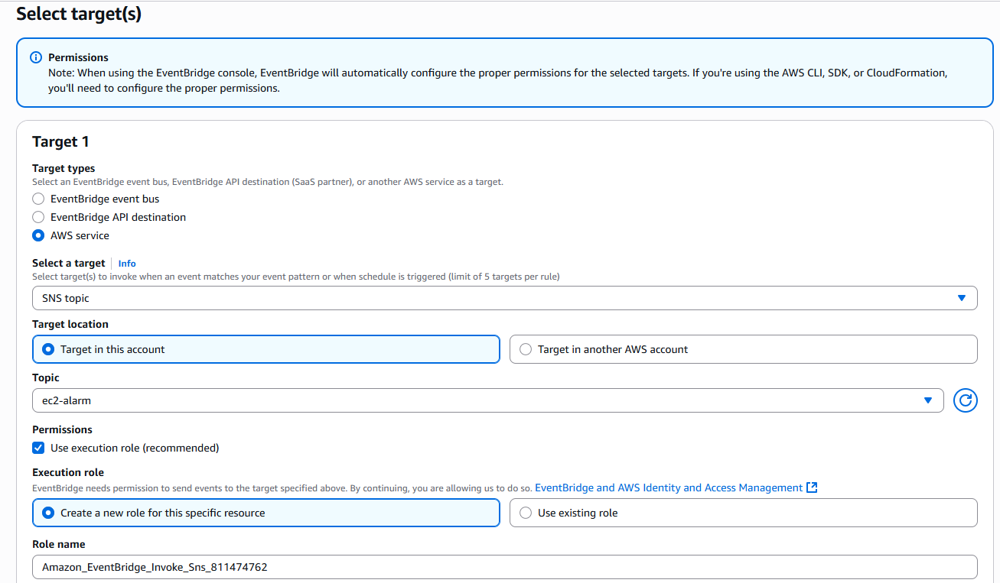 Select target(s)
Permissions
Note: When using the EventBridge console, EventBridge will automatically configure the proper permissions for the selected targets. If you're using the AWS CLI, SDK, or CloudFormation,
you'll need to configure the proper permissions.
Target 1
Target types
Select an EventBridge event bus, EventBridge API destination (SaaS partner), or another AWS service as a target.
EventBridge event bus
EventBridge API destination
AWS service
Select a target Info
Select target(s) to invoke when an event matches your event pattern or when schedule is triggered (limit of 5 targets per rule)
SNS topic
Target location
Target in this account
Target in another AWS account
Topic
ec2-alarm
Permissions
Use execution role (recommended)
Execution role
EventBridge needs permission to send events to the target specified above. By continuing, you are allowing us to do so. EventBridge and AWS Identity and Access Management
Create a new role for this specific resource
Use existing role
Role name
Amazon_EventBridge_Invoke_Sns_811474762